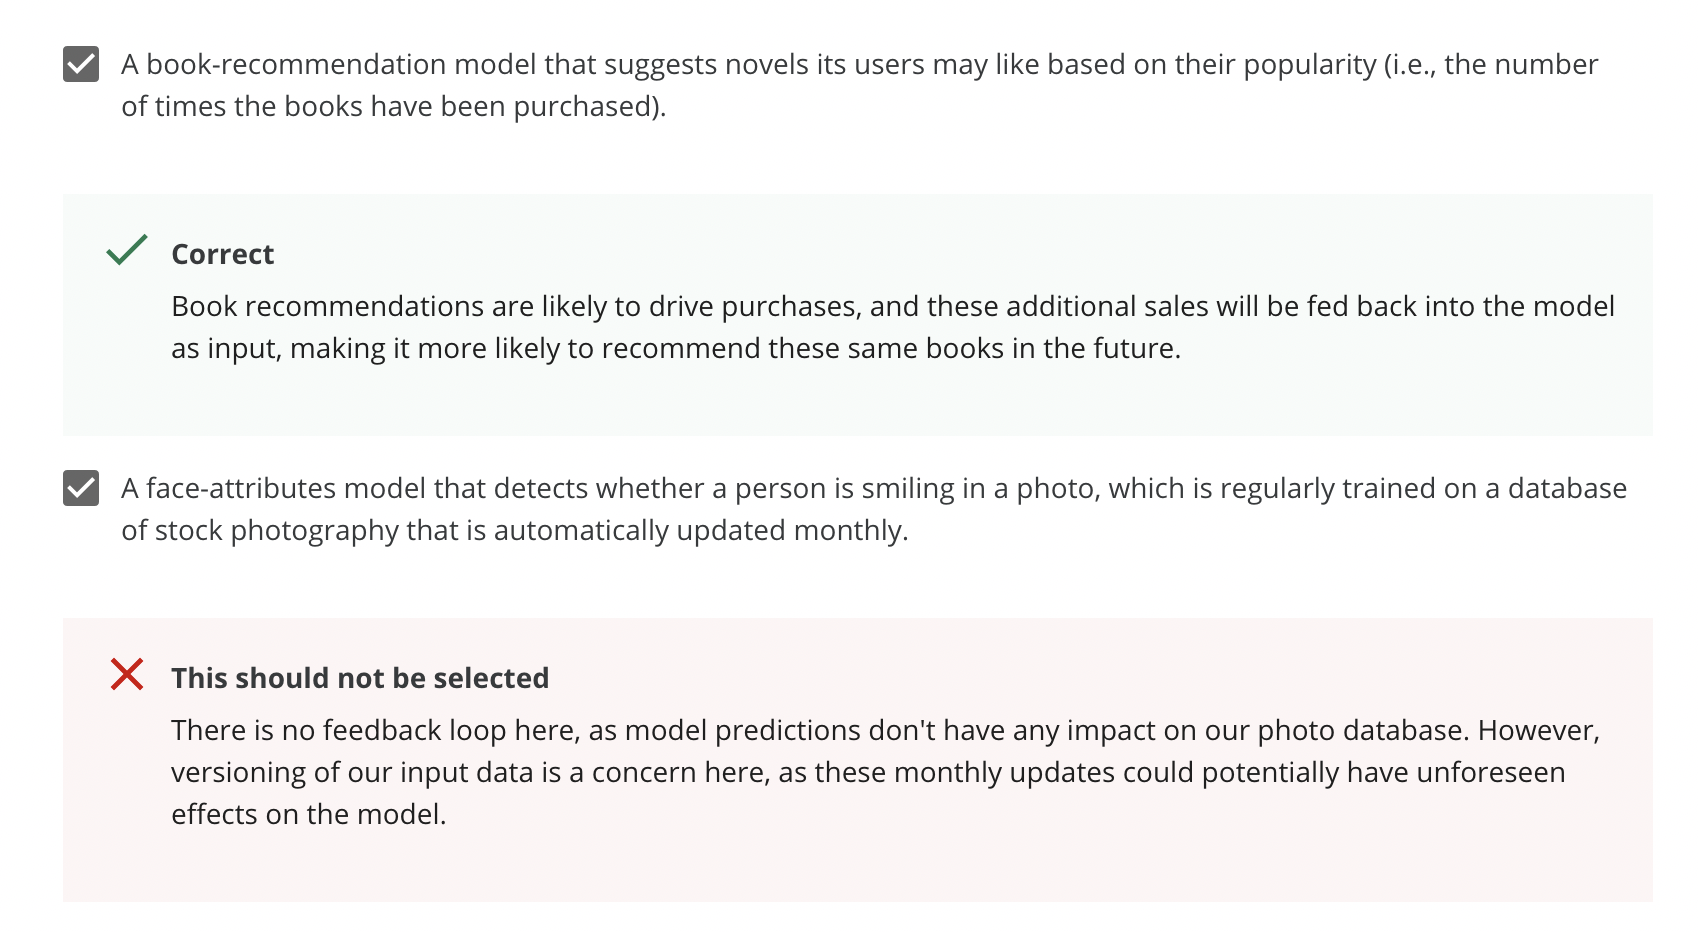 A book-recommendation model that suggests novels its users may like based on their popularity (i.e., the number
of times the books have been purchased).
Correct
Book recommendations are likely to drive purchases, and these additional sales will be fed back into the model
as input, making it more likely to recommend these same books in the future.
A face-attributes model that detects whether a person is smiling in a photo, which is regularly trained on a database
of stock photography that is automatically updated monthly.
This should not be selected
There is no feedback loop here, as model predictions don't have any impact on our photo database. However,
versioning of our input data is a concern here, as these monthly updates could potentially have unforeseen
effects on the model.